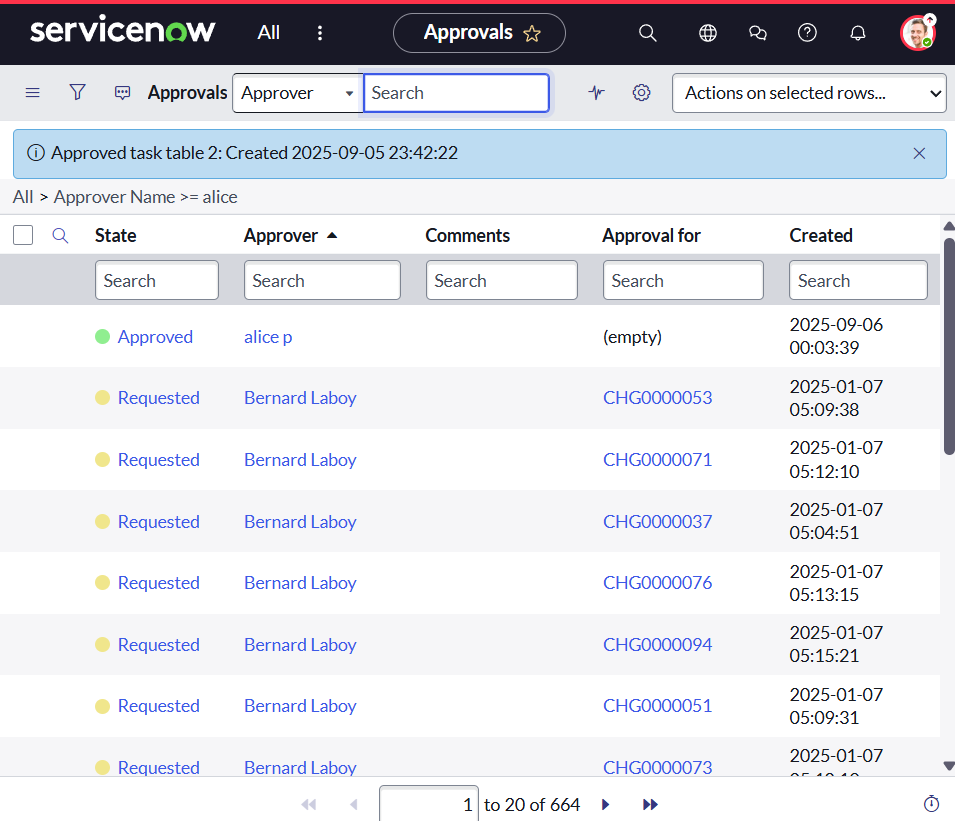 servicenow All Approvals
Approvals Approver Search Actions on selected rows...
Approved task table 2: Created 2025-09-05 23:42:22
All > Approver Name >= alice
State Approver Comments Approval for Created
Search Search Search Search Search
Approved alice p (empty) 2025-09-06
00:03:39
Requested Bernard Laboy CHG0000053 2025-01-07
05:09:38
Requested Bernard Laboy CHG0000071 2025-01-07
05:12:10
Requested Bernard Laboy CHG0000037 2025-01-07
05:04:51
Requested Bernard Laboy CHG0000076 2025-01-07
05:13:15
Requested Bernard Laboy CHG0000094 2025-01-07
05:15:21
Requested Bernard Laboy CHG0000051 2025-01-07
05:09:31
Requested Bernard Laboy CHG0000073 2025-01-07
1 to 20 of 664